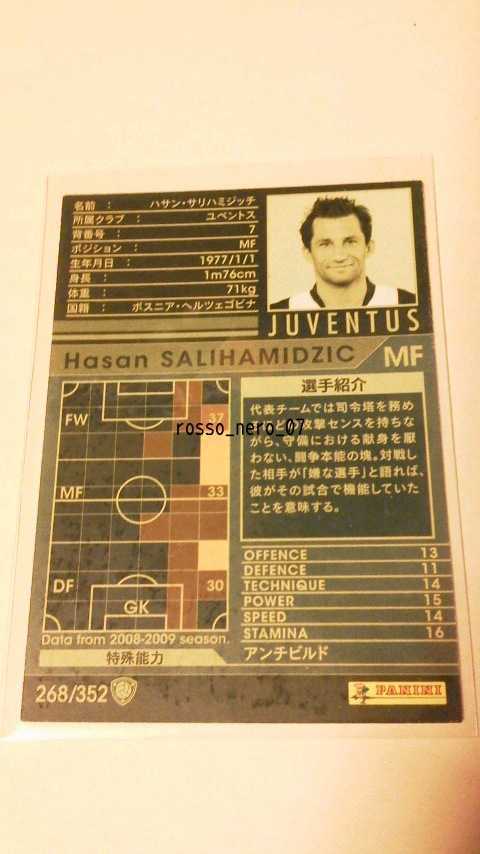 名前 : ハサン・サリハミジッチ
所属クラブ : ユベントス
背番号 : 7
ポジション : MF
生年月日 : 1977/1/1
身長 : 1m76cm
体重 : 71kg
国籍 : ボスニア・ヘルツェゴビナ
JUVENTUS
Hasan SALIHAMIDZIC MF
選手紹介
代表チームでは司令塔を務め
攻撃センスを持ちな
がら、守備における献身を厭
わない、闘争本能の塊。対戦
した相手が「嫌な選手」と語れば、
彼がその試合で機能していた
ことを意味する。
rosso_nero_07
FW 37
MF 33
DF 30
GK
Data from 2008-2009 season.
OFFENCE 13
DEFENCE 11
TECHNIQUE 14
POWER 15
SPEED 14
STAMINA 16
特殊能力 アンチビルド
268/352
PANINI